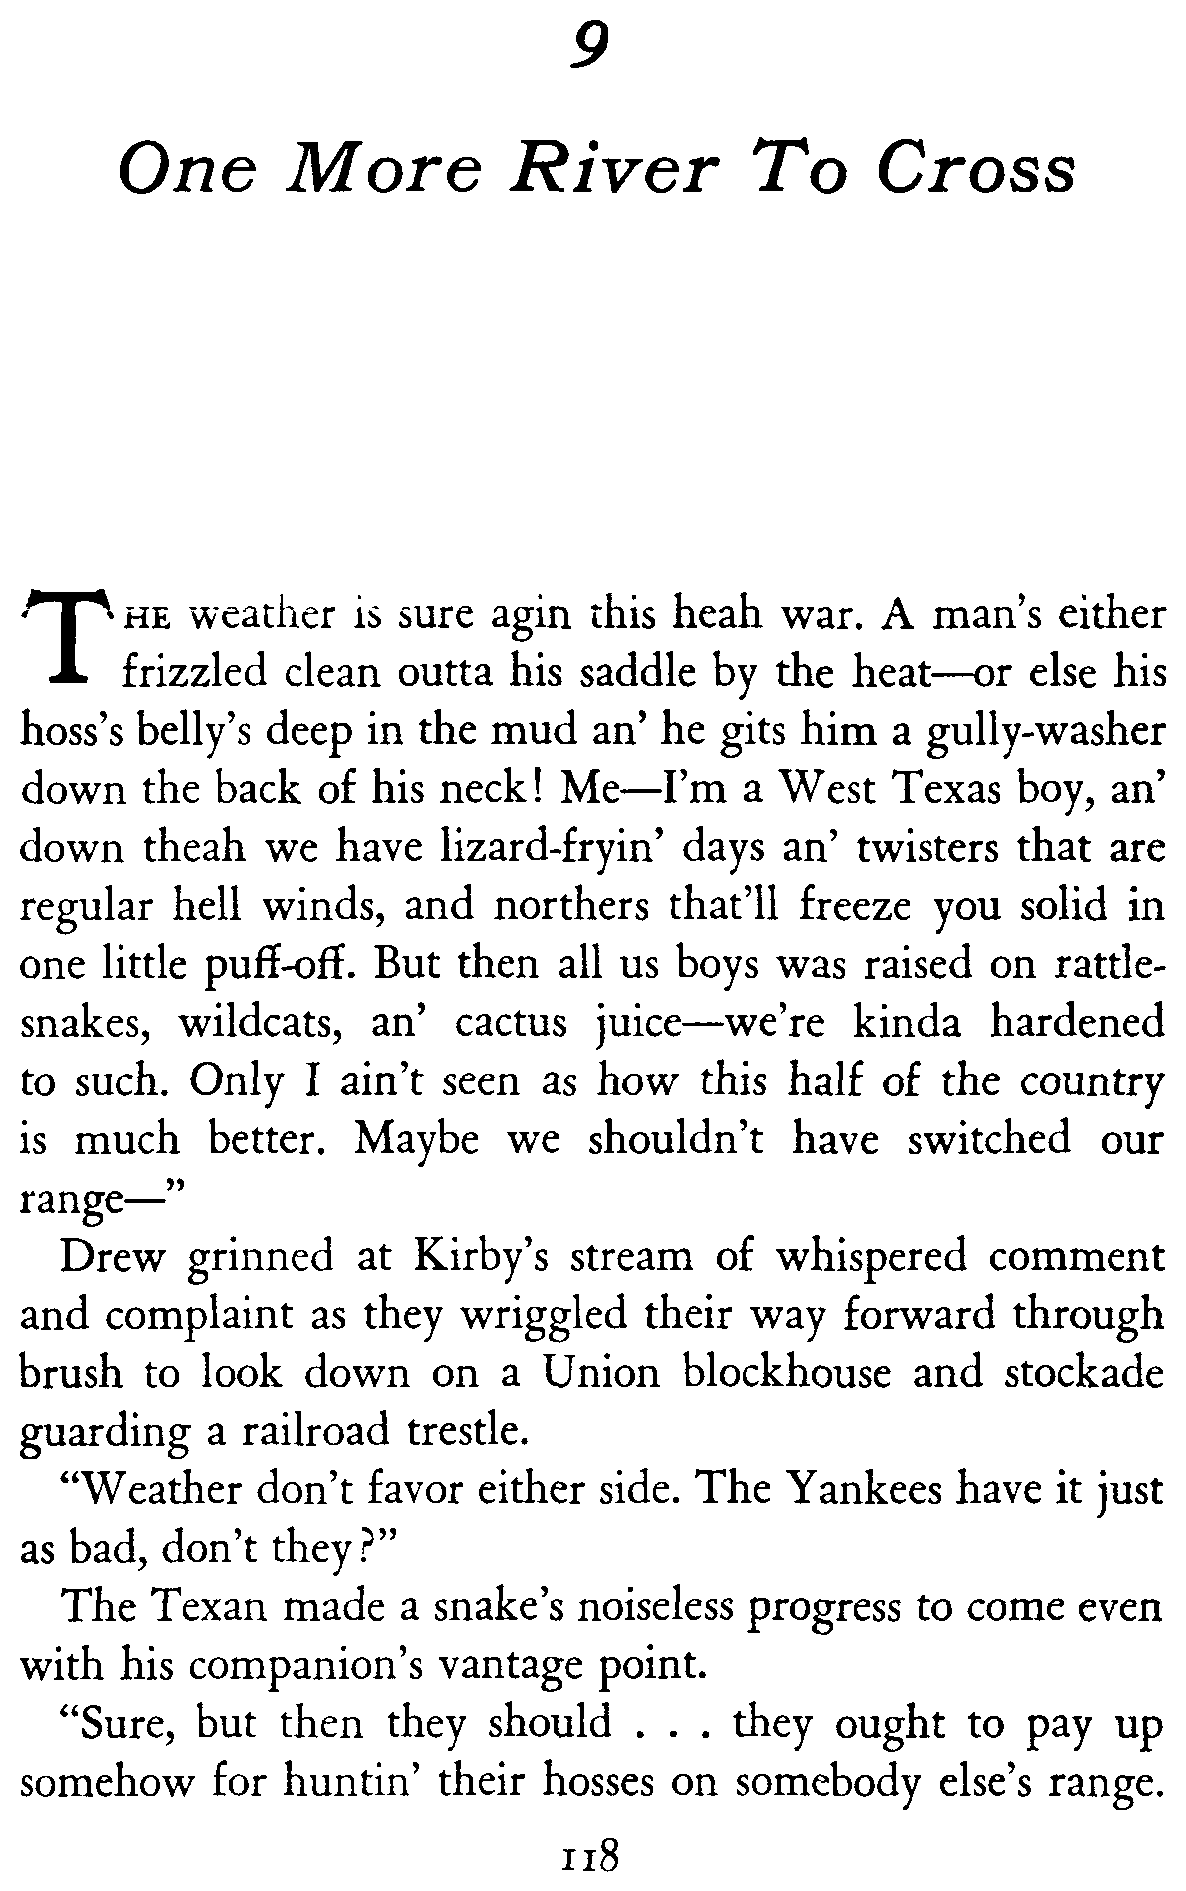 9
One More River To Cross
THE weather is sure agin this heah war. A man's either
frizzled clean outta his saddle by the heat—or else his
hoss's belly's deep in the mud an' he gits him a gully-washer
down the back of his neck! Me—I'm a West Texas boy, an'
down theah we have lizard-fryin' days an' twisters that are
regular hell winds, and northers that'll freeze you solid in
one little puff-off. But then all us boys was raised on rattle-
snakes, wildcats, an' cactus juice—we're kinda hardened
to such. Only I ain't seen as how this half of the country
is much better. Maybe we shouldn't have switched our
range—”
Drew grinned at Kirby's stream of whispered comment
and complaint as they wriggled their way forward through
brush to look down on a Union blockhouse and stockade
guarding a railroad trestle.
“Weather don't favor either side. The Yankees have it just
as bad, don't they?”
The Texan made a snake's noiseless progress to come even
with his companion's vantage point.
“Sure, but then they should . . . they ought to pay up
somehow for huntin' their hosses on somebody else's range.
118